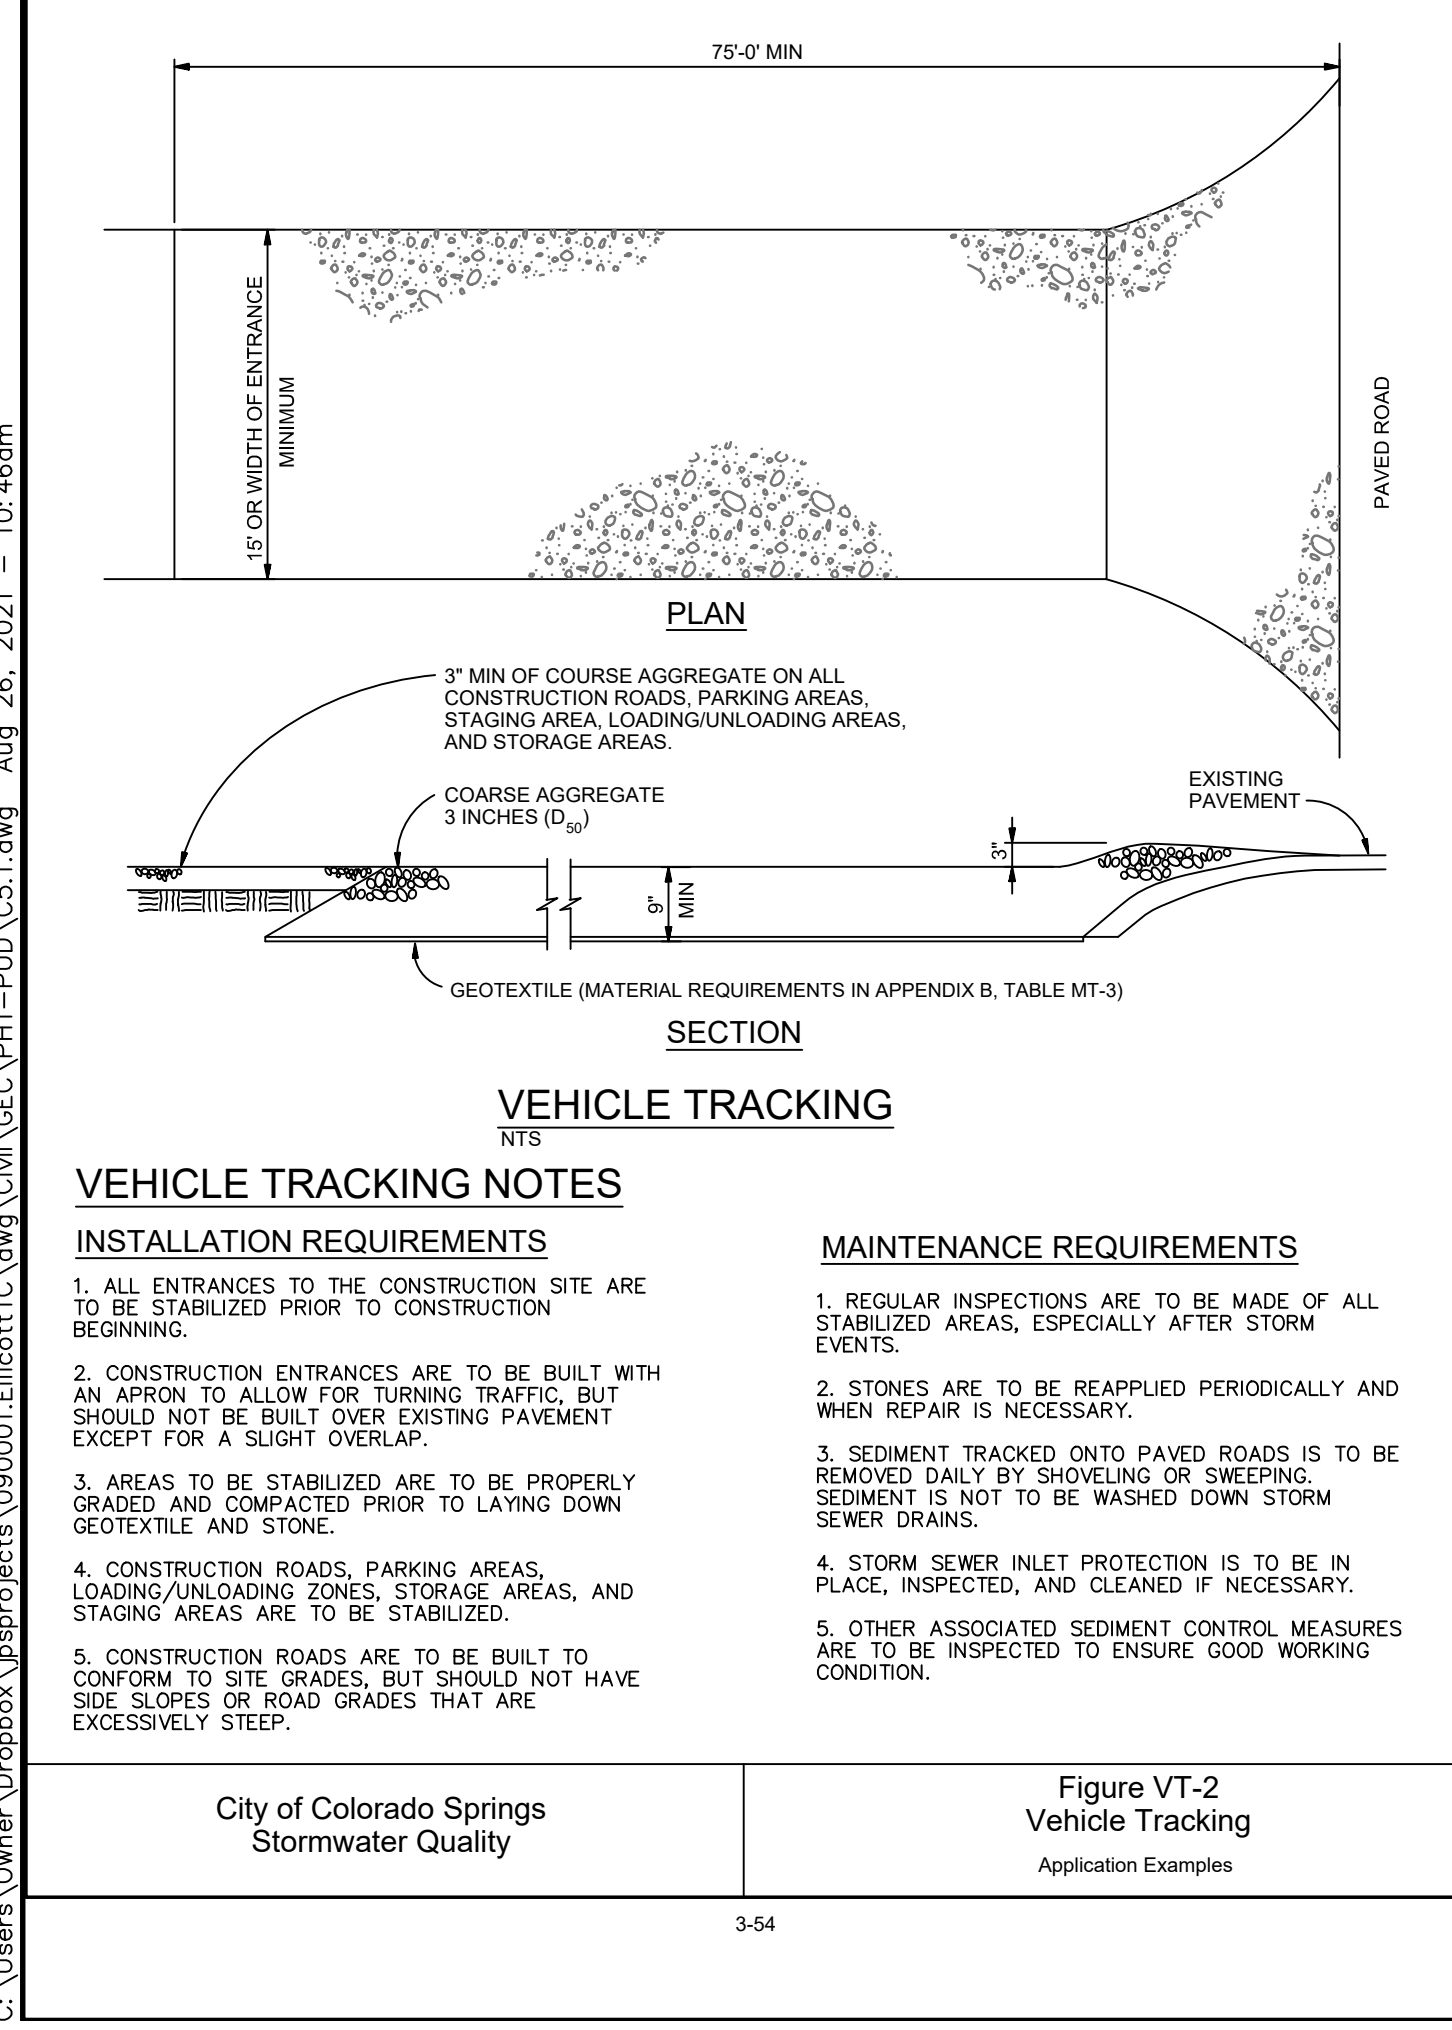 75'-0' MIN
15' OR WIDTH OF ENTRANCE
MINIMUM
PAVED ROAD
PLAN
3" MIN OF COURSE AGGREGATE ON ALL
CONSTRUCTION ROADS, PARKING AREAS,
STAGING AREA, LOADING/UNLOADING AREAS,
AND STORAGE AREAS.
COARSE AGGREGATE
3 INCHES (D50)
EXISTING
PAVEMENT
3"
9"
MIN
GEOTEXTILE (MATERIAL REQUIREMENTS IN APPENDIX B, TABLE MT-3)
SECTION
VEHICLE TRACKING
NTS
VEHICLE TRACKING NOTES
INSTALLATION REQUIREMENTS
1. ALL ENTRANCES TO THE CONSTRUCTION SITE ARE
TO BE STABILIZED PRIOR TO CONSTRUCTION
BEGINNING.
2. CONSTRUCTION ENTRANCES ARE TO BE BUILT WITH
AN APRON TO ALLOW FOR TURNING TRAFFIC, BUT
SHOULD NOT BE BUILT OVER EXISTING PAVEMENT
EXCEPT FOR A SLIGHT OVERLAP.
3. AREAS TO BE STABILIZED ARE TO BE PROPERLY
GRADED AND COMPACTED PRIOR TO LAYING DOWN
GEOTEXTILE AND STONE.
4. CONSTRUCTION ROADS, PARKING AREAS,
LOADING/UNLOADING ZONES, STORAGE AREAS, AND
STAGING AREAS ARE TO BE STABILIZED.
5. CONSTRUCTION ROADS ARE TO BE BUILT TO
CONFORM TO SITE GRADES, BUT SHOULD NOT HAVE
SIDE SLOPES OR ROAD GRADES THAT ARE
EXCESSIVELY STEEP.
MAINTENANCE REQUIREMENTS
1. REGULAR INSPECTIONS ARE TO BE MADE OF ALL
STABILIZED AREAS, ESPECIALLY AFTER STORM
EVENTS.
2. STONES ARE TO BE REAPPLIED PERIODICALLY AND
WHEN REPAIR IS NECESSARY.
3. SEDIMENT TRACKED ONTO PAVED ROADS IS TO BE
REMOVED DAILY BY SHOVELING OR SWEEPING.
SEDIMENT IS NOT TO BE WASHED DOWN STORM
SEWER DRAINS.
4. STORM SEWER INLET PROTECTION IS TO BE IN
PLACE, INSPECTED, AND CLEANED IF NECESSARY.
5. OTHER ASSOCIATED SEDIMENT CONTROL MEASURES
ARE TO BE INSPECTED TO ENSURE GOOD WORKING
CONDITION.
City of Colorado Springs
Stormwater Quality
Figure VT-2
Vehicle Tracking
Application Examples
3-54
Aug 26, 2021 - 10:46am